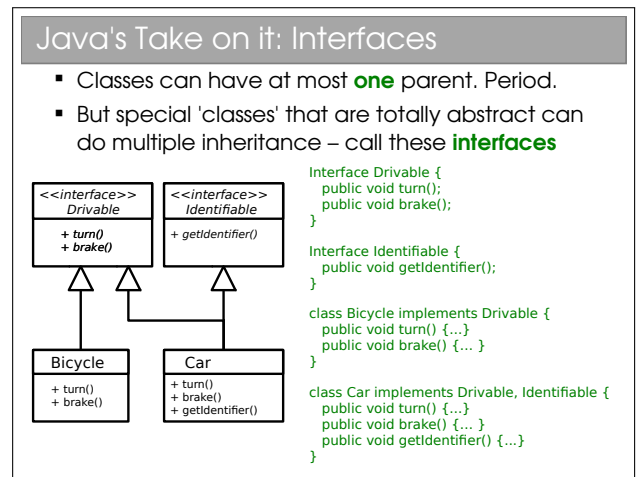 Java's Take on it: Interfaces
▪ Classes can have at most one parent. Period.
▪ But special 'classes' that are totally abstract can
do multiple inheritance – call these interfaces
<<interface>>
Drivable
+ turn()
+ brake()
<<interface>>
Identifiable
+ getIdentifier()
Bicycle
+ turn()
+ brake()
Car
+ turn()
+ brake()
+ getIdentifier()
Interface Drivable {
public void turn();
public void brake();
}
Interface Identifiable {
public void getIdentifier();
}
class Bicycle implements Drivable {
public void turn() {...}
public void brake() {... }
}
class Car implements Drivable, Identifiable {
public void turn() {...}
public void brake() {... }
public void getIdentifier() {...}
}